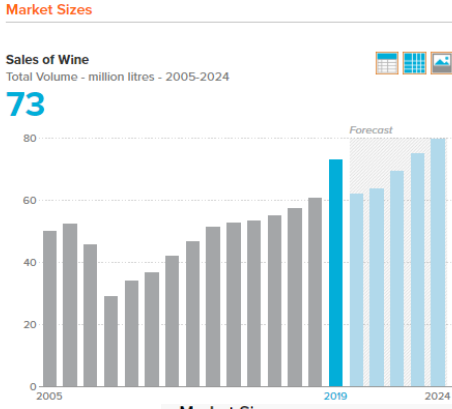 Market Sizes
Sales of Wine
Total Volume - million litres - 2005-2024
73
Forecast
80
60
40
20
0
2005 2019 2024